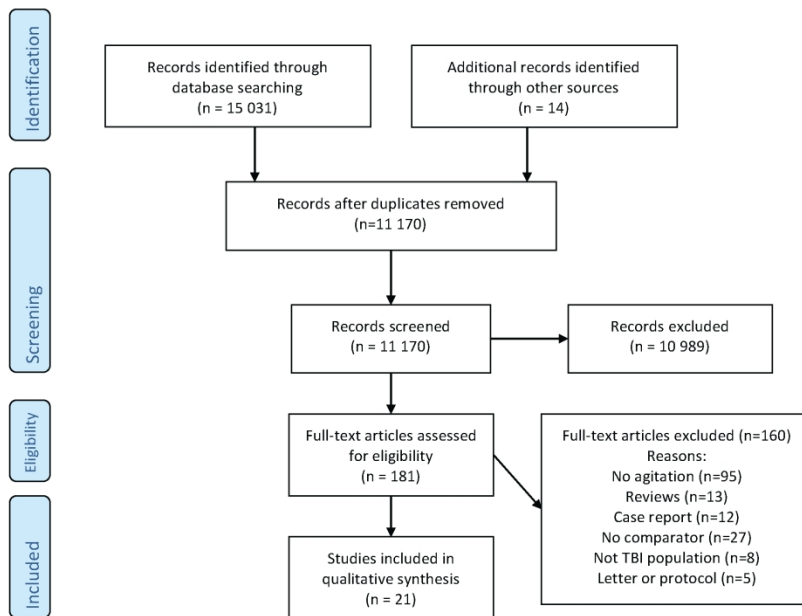 Identification
Records identified through
database searching
(n = 15 031)
Additional records identified
through other sources
(n = 14)
Screening
Records after duplicates removed
(n=11 170)
Records screened
(n = 11 170)
Records excluded
(n = 10 989)
Eligibility
Full-text articles assessed
for eligibility
(n = 181)
Full-text articles excluded (n=160)
Reasons:
No agitation (n=95)
Reviews (n=13)
Case report (n=12)
No comparator (n=27)
Not TBI population (n=8)
Letter or protocol (n=5)
Included
Studies included in
qualitative synthesis
(n = 21)